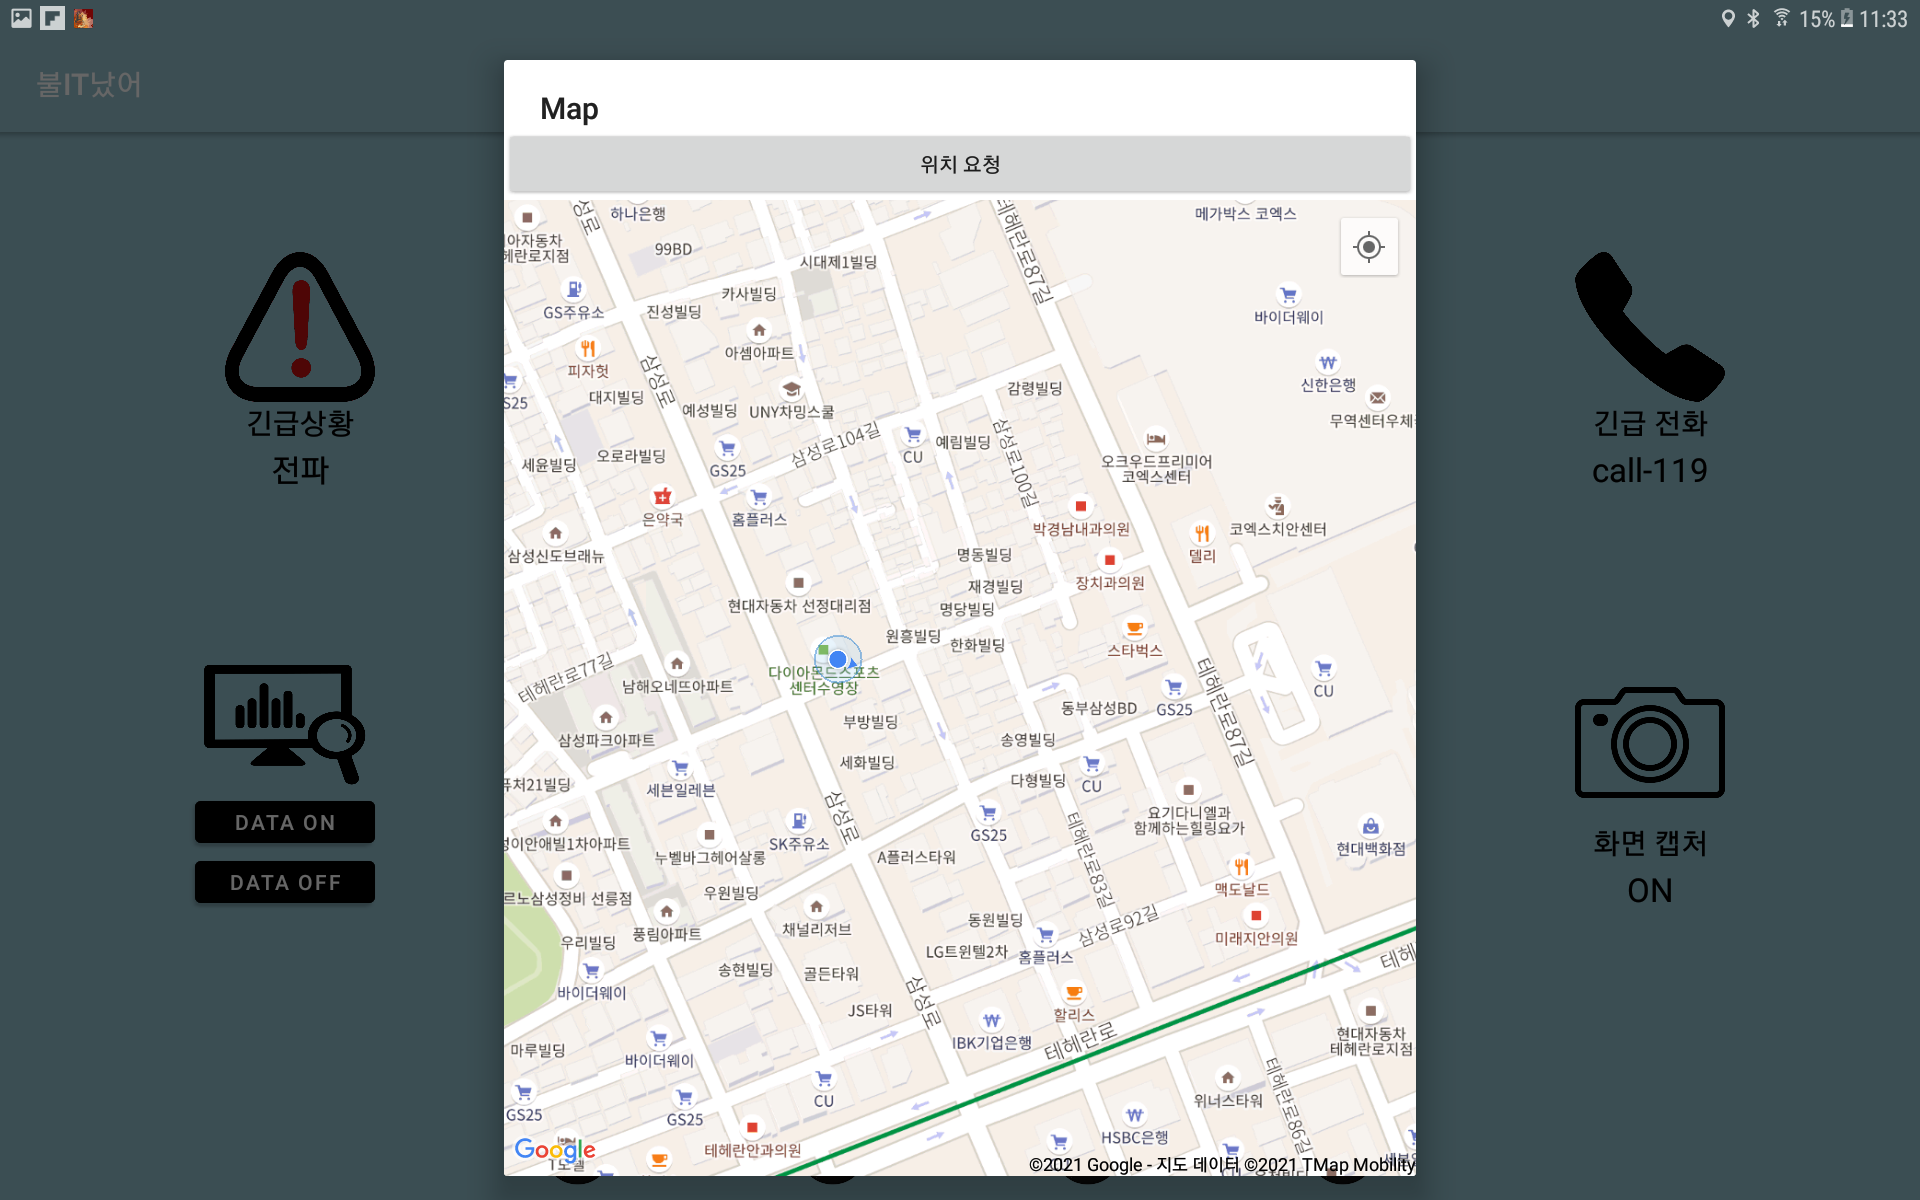 15% 11:33
불IT났어
Map
위치 요청
긴급상황
전파
DATA ON
DATA OFF
긴급 전화
call-119
화면 캡처
ON
삼성로
하나은행
테헤란로87길
메가박스 코엑스
아자동차
헤란로지점
99BD
시대제1빌딩
GS주유소
카사빌딩
진성빌딩
바이더웨이
아셈아파트
피자헛
삼성로
신한은행
S25
대지빌딩
예성빌딩
UNY차밍스쿨
감령빌딩
무역센터우체
세윤빌딩
오로라빌딩
GS25
삼성로104길
CU
예림빌딩
삼성로100길
오크우드프리미어
코엑스센터
은약국
홈플러스
박경남내과의원
코엑스치안센터
삼성신도브래뉴
명동빌딩
델리
재경빌딩
장치과의원
현대자동차 선정대리점
명당빌딩
원흥빌딩
한화빌딩
스타벅스
테헤란로77길
다이아몬드스포츠
센터수영장
남해오네뜨아파트
CU
부방빌딩
동부삼성BD
GS25
테헤란로87길
삼성파크아파트
송영빌딩
세화빌딩
퓨처21빌딩
세븐일레븐
다형빌딩
CU
삼성로
요기다니엘과
함께하는힐링요가
GS25
이안애빌1차아파트
누벨바그헤어살롱
SK주유소
A플러스타워
테헤란로83길
현대백화점
르노삼성정비 선릉점
우원빌딩
맥도날드
풍림아파트
채널리저브
동원빌딩
삼성로92길
우리빌딩
미래지안의원
LG트윈텔2차
홈플러스
송현빌딩
골든타워
테헤
바이더웨이
삼성로
JS타워
할리스
IBK기업은행
테헤란로
현대자동차
테헤란로지점
마루빌딩
바이더웨이
CU
위너스타워
테헤란로86길
GS25
GS25
HSBC은행
테헤란안과의원
Google
©2021 Google - 지도 데이터 ©2021 TMap Mobility